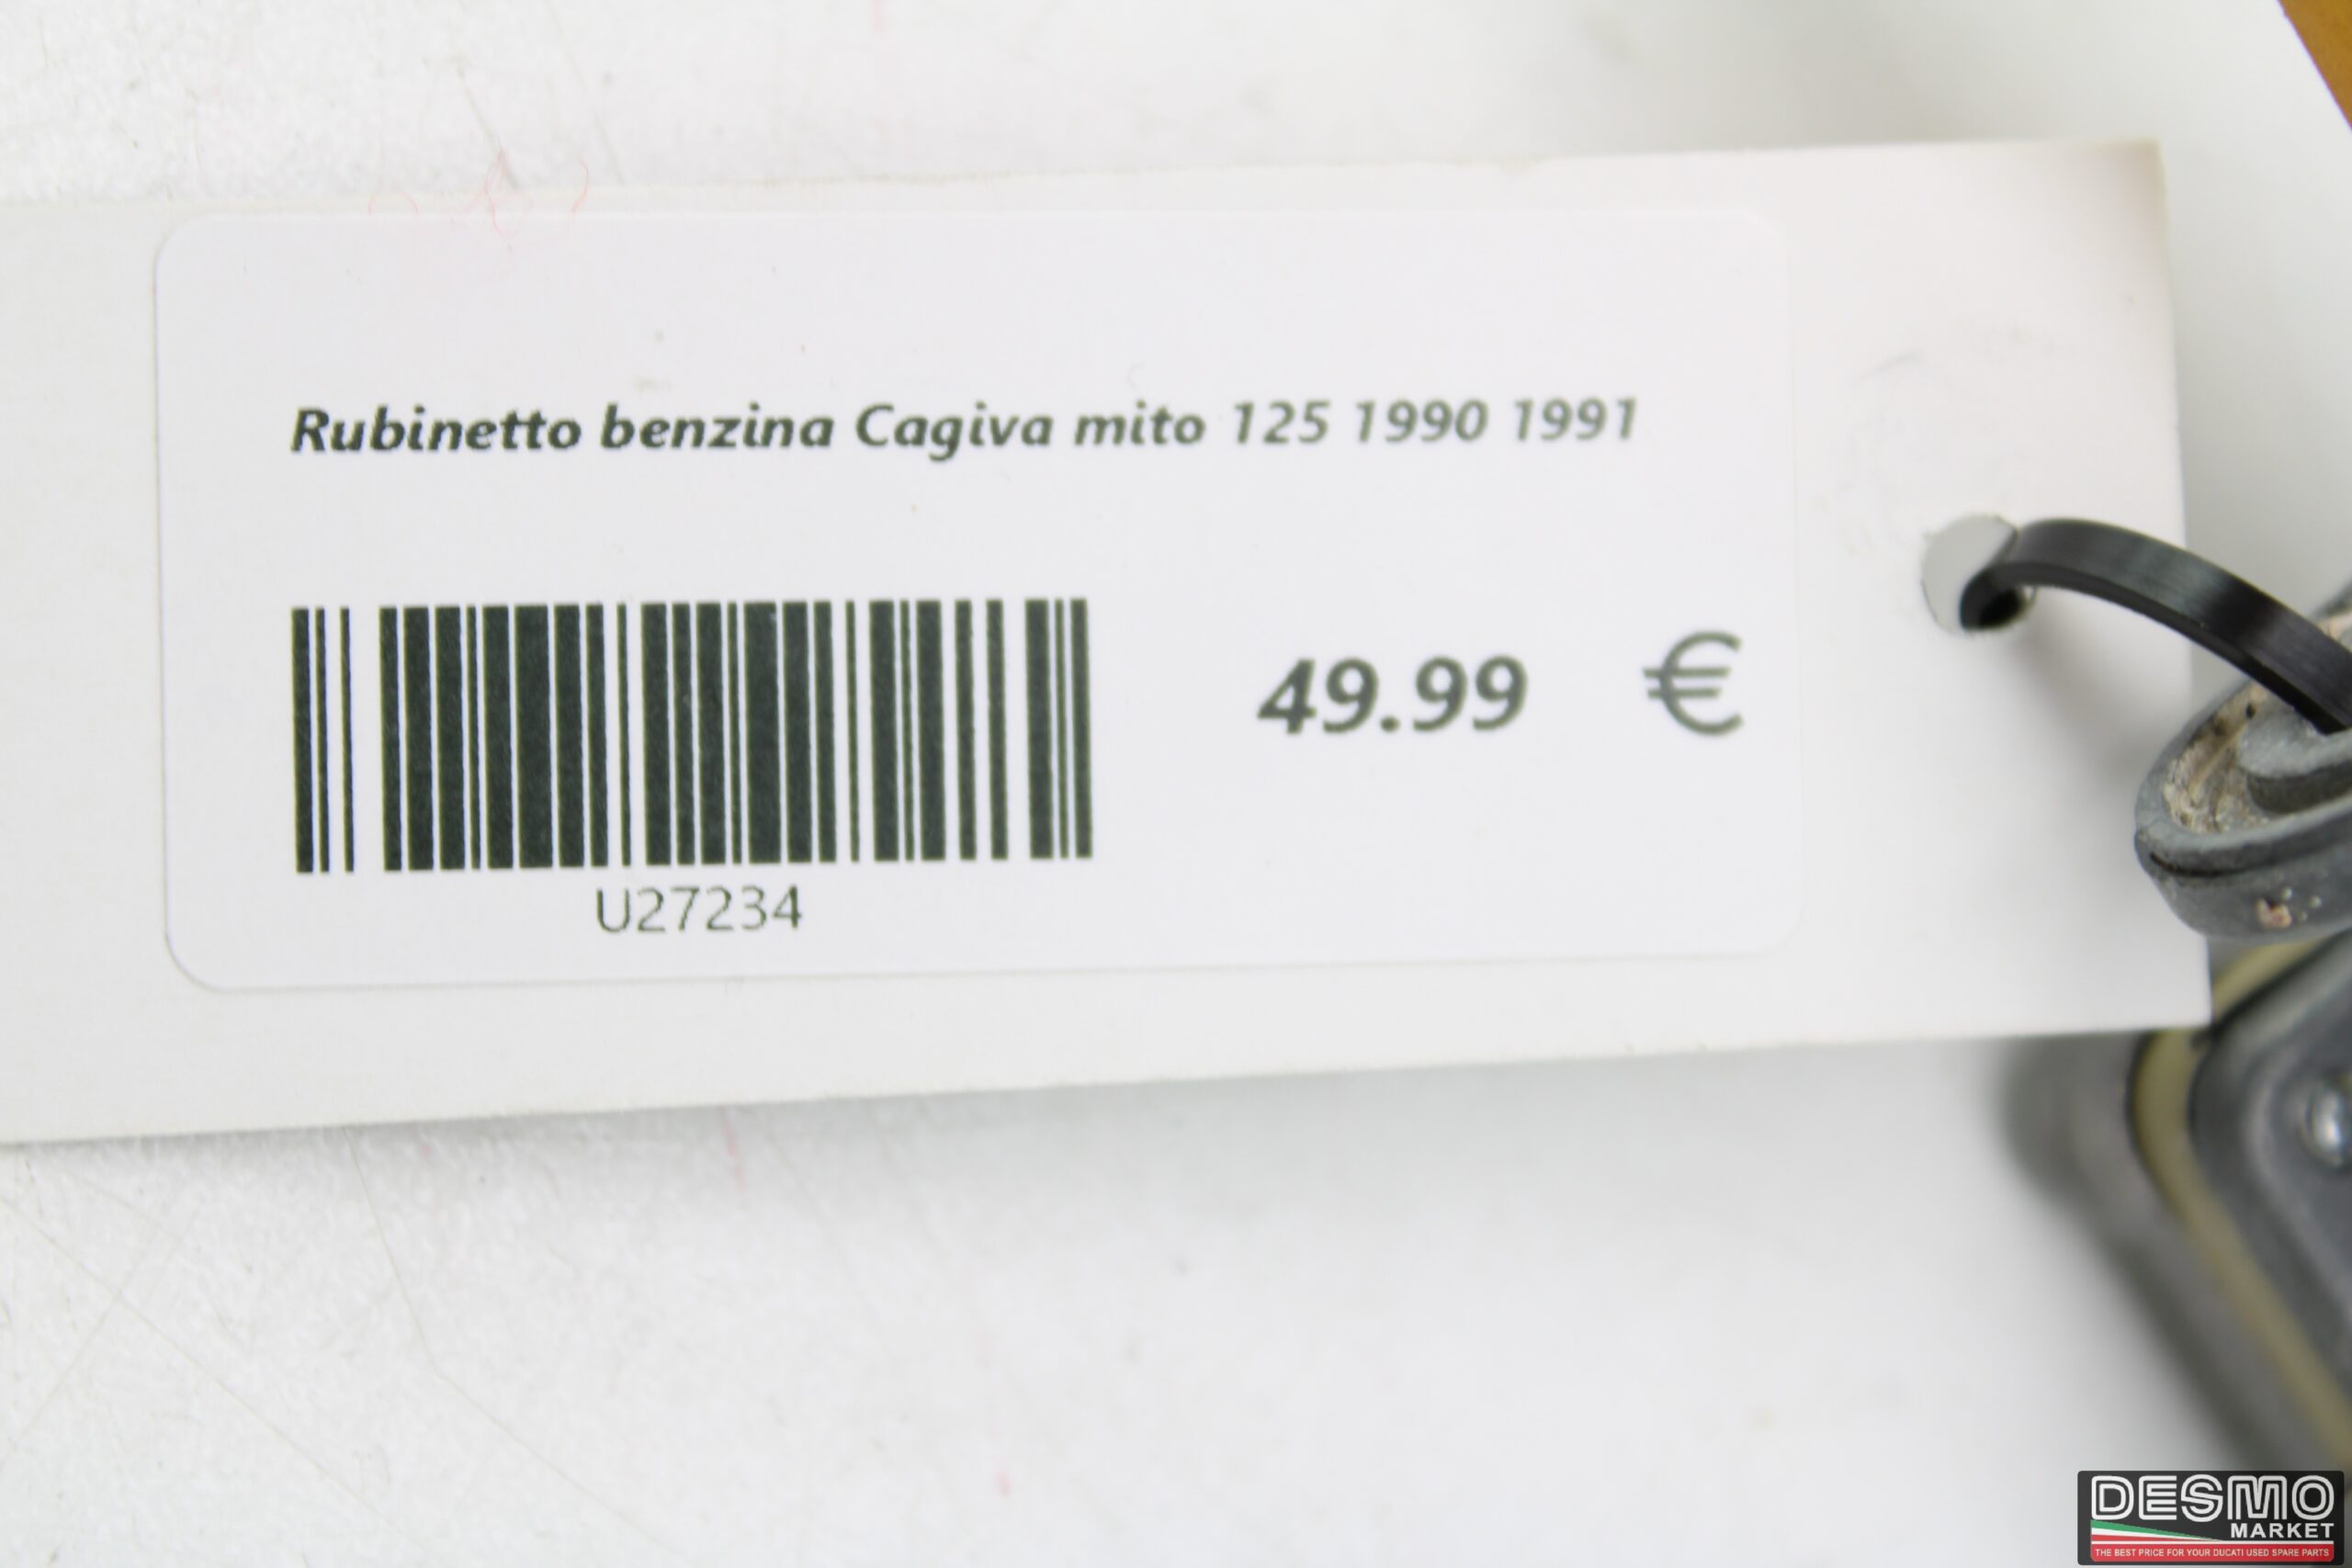 Rubinetto benzina Cagiva mito 125 1990 1991
49.99 €
U27234
DESMO
MARKET
THE BEST PRICE FOR YOUR DUCATI USED SPARE PARTS